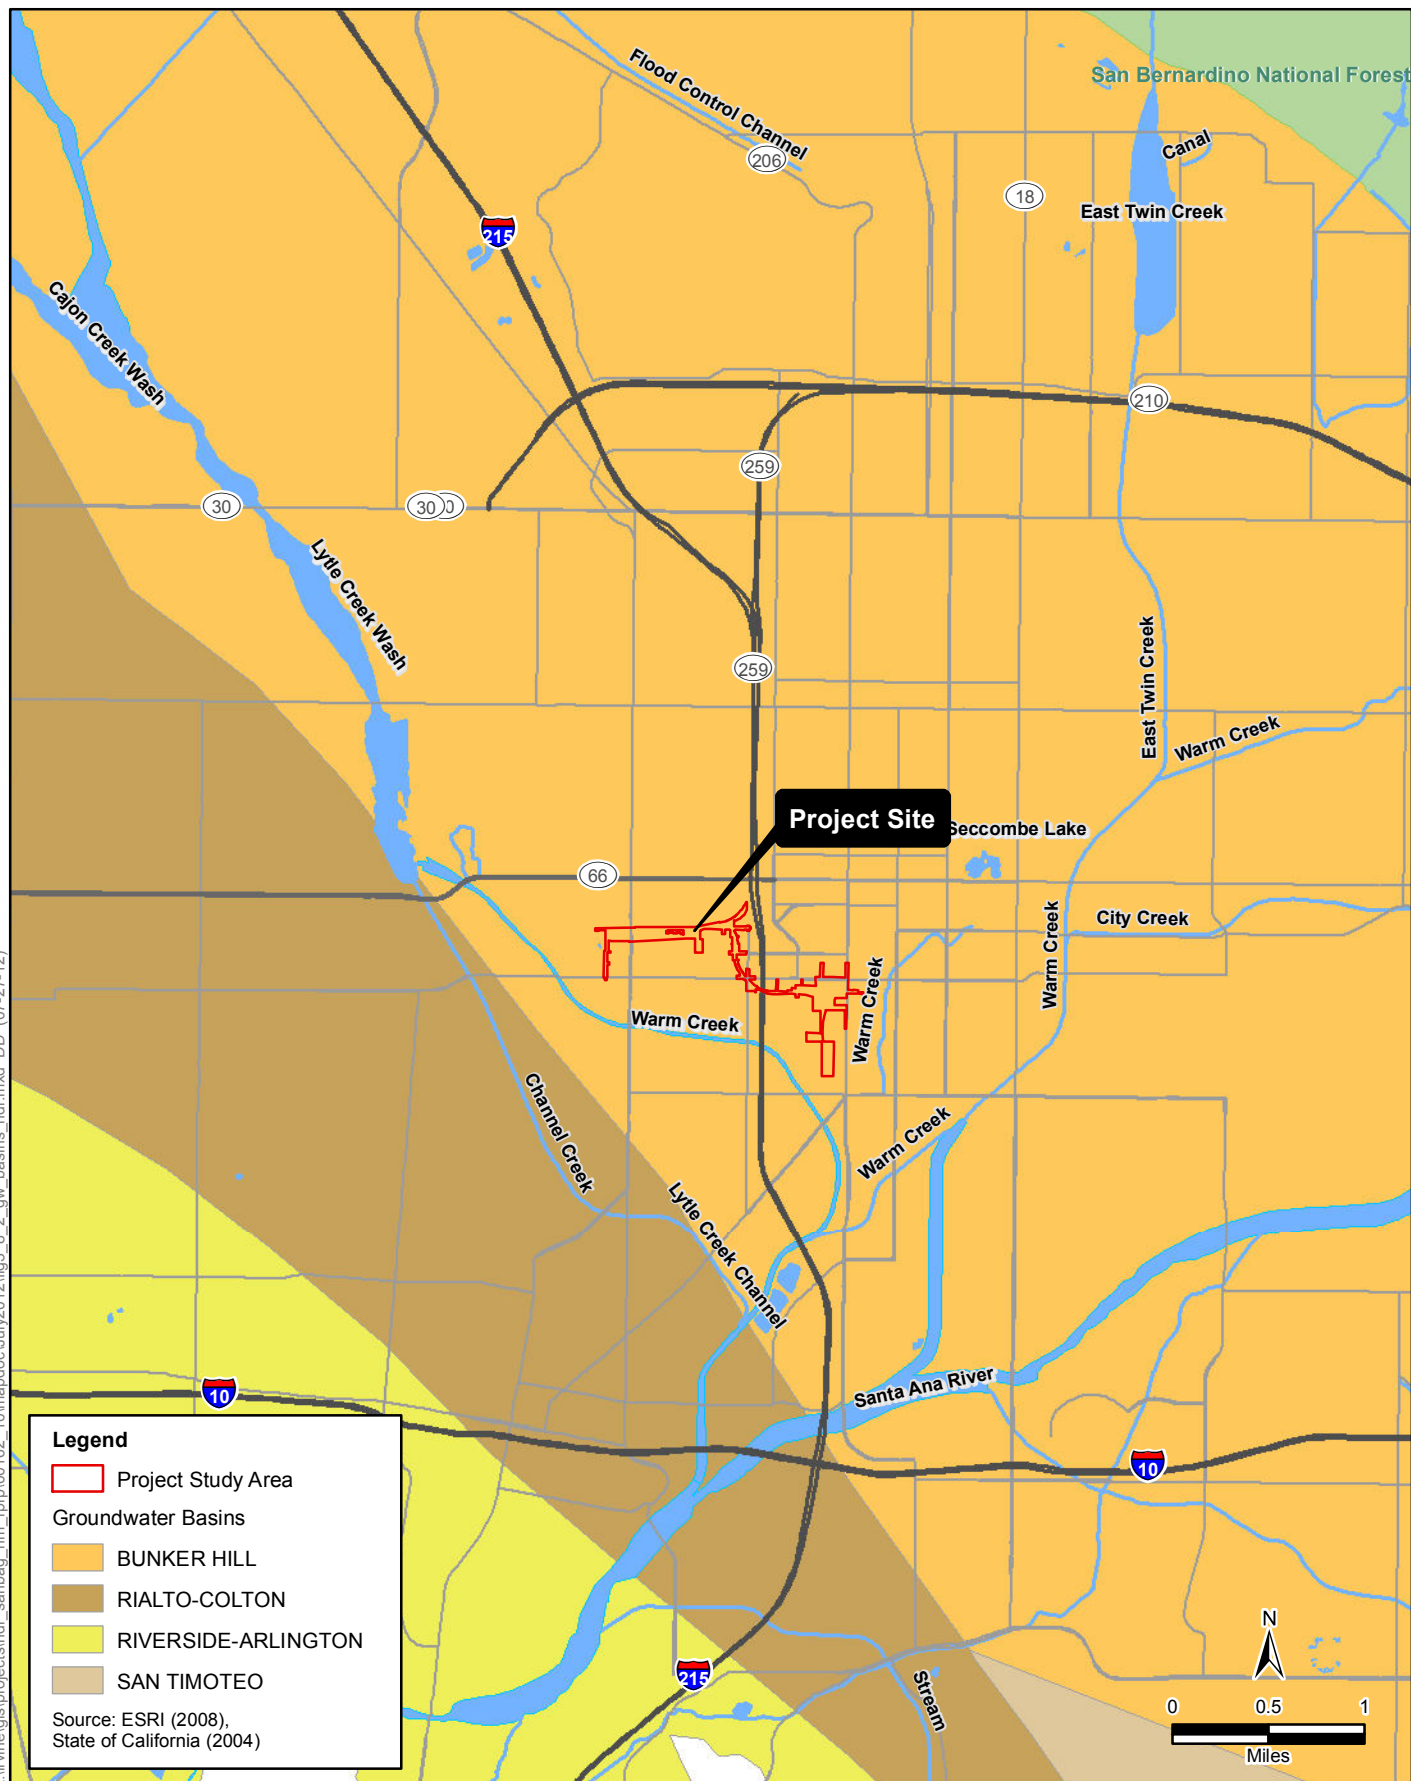 San Bernardino National Forest
Flood Control Channel
206
Canal
18
East Twin Creek
215
Cajon Creek Wash
210
259
30
30
0
Lytle Creek Wash
259
East Twin Creek
Warm Creek
Project Site
Seccombe Lake
66
City Creek
Warm Creek
Warm Creek
Warm Creek
Channel Creek
Warm Creek
Lytle Creek Channel
Santa Ana River
10
10
215
Stream
Legend
Project Study Area
Groundwater Basins
BUNKER HILL
RIALTO-COLTON
RIVERSIDE-ARLINGTON
SAN TIMOTEO
Source: ESRI (2008),
State of California (2004)
N
0 0.5 1
Miles